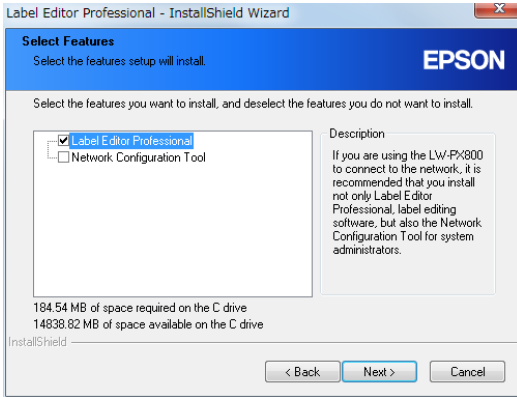 Label Editor Professional - InstallShield Wizard
Select Features
Select the features setup will install.
EPSON
Select the features you want to install, and deselect the features you do not want to install.
Label Editor Professional
Network Configuration Tool
Description
If you are using the LW-PX800
to connect to the network, it is
recommended that you install
not only Label Editor
Professional, label editing
software, but also the Network
Configuration Tool for system
administrators.
184.54 MB of space required on the C drive
14838.82 MB of space available on the C drive
InstallShield
< Back
Next >
Cancel